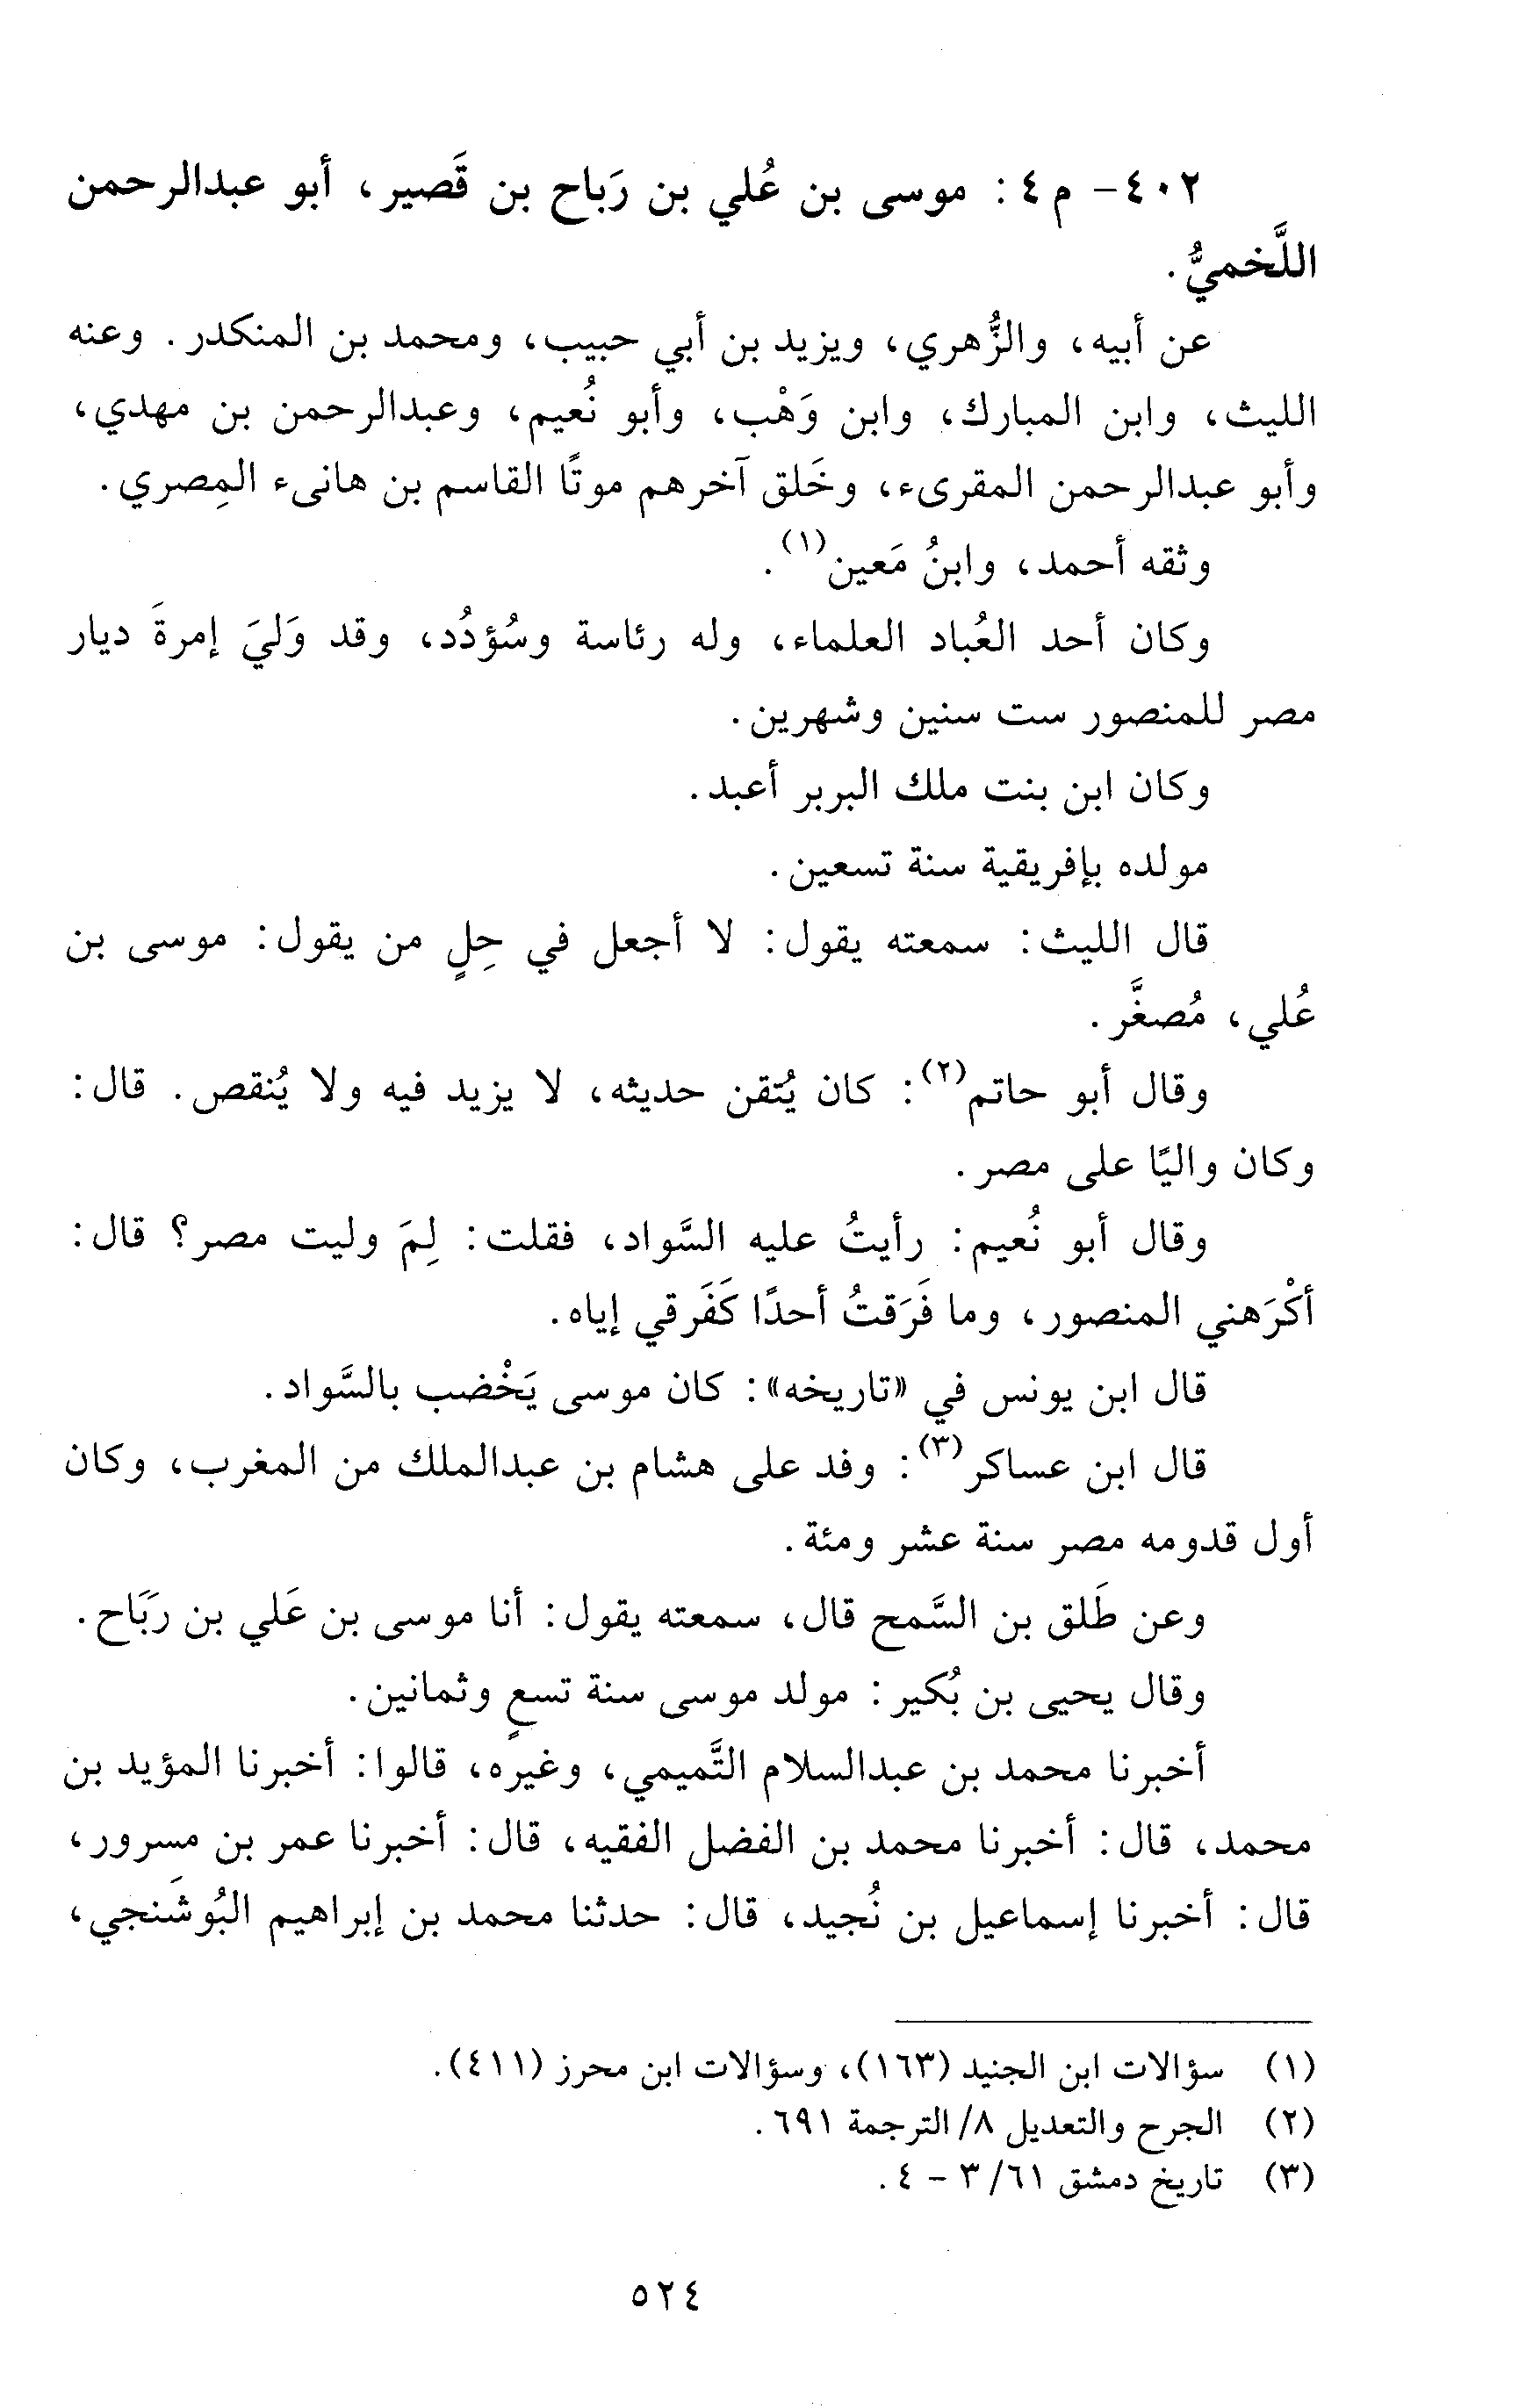 ٤٠٢- م ٤: موسى بن عُلي بن رَباح بن قَصير، أبو عبدالرحمن
اللَّخميُّ.
عن أبيه، والزُّهري، ويزيد بن أبي حبيب، ومحمد بن المنكدر. وعنه
الليث، وابن المبارك، وابن وَهْب، وأبو نُعيم، وعبدالرحمن بن مهدي،
وأبو عبدالرحمن المقرىء، وخَلق آخرهم موتًا القاسم بن هانىء المِصري.
وثقه أحمد، وابنُ مَعين(١).
وكان أحد العُباد العلماء، وله رئاسة وسُؤدُد، وقد وَليَ إمرةَ ديار
مصر للمنصور ست سنين وشهرين.
وكان ابن بنت ملك البربر أعبد.
مولده بإفريقية سنة تسعين.
قال الليث: سمعته يقول: لا أجعل في حِلٍ من يقول: موسى بن
عُلي، مُصغَّر.
وقال أبو حاتم(٢): كان يُتقن حديثه، لا يزيد فيه ولا يُنقص. قال:
وكان واليًا على مصر.
وقال أبو نُعيم: رأيتُ عليه السَّواد، فقلت: لِمَ وليت مصر؟ قال:
أكْرَهني المنصور، وما فَرَقتُ أحدًا كَفَرقي إياه.
قال ابن يونس في «تاريخه»: كان موسى يَخْضب بالسَّواد.
قال ابن عساكر(٣): وفد على هشام بن عبدالملك من المغرب، وكان
أول قدومه مصر سنة عشر ومئة.
وعن طَلق بن السَّمح قال، سمعته يقول: أنا موسى بن عَلي بن رَبَاح.
وقال يحيى بن بُكير: مولد موسى سنة تسعٍ وثمانين.
أخبرنا محمد بن عبدالسلام التَّميمي، وغيره، قالوا: أخبرنا المؤيد بن
محمد، قال: أخبرنا محمد بن الفضل الفقيه، قال: أخبرنا عمر بن مسرور،
قال: أخبرنا إسماعيل بن نُجيد، قال: حدثنا محمد بن إبراهيم البُوشَنجي،
(١) سؤالات ابن الجنيد (١٦٣)، وسؤالات ابن محرز (٤١١).
(٢) الجرح والتعديل ٨/ الترجمة ٦٩١.
(٣) تاريخ دمشق ٦١/ ٣ - ٤.
٥٢٤